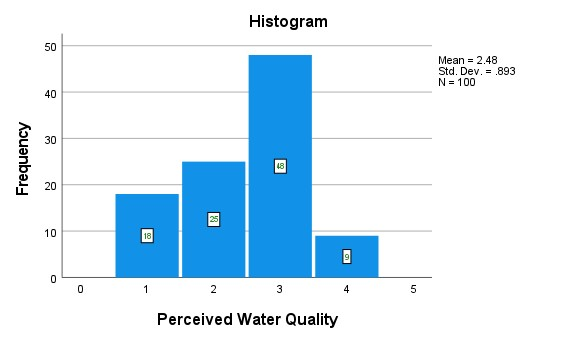 Histogram
Mean = 2.48
Std. Dev. = .893
N = 100
Frequency
50
40
30
20
10
0
18
25
48
9
0 1 2 3 4 5
Perceived Water Quality